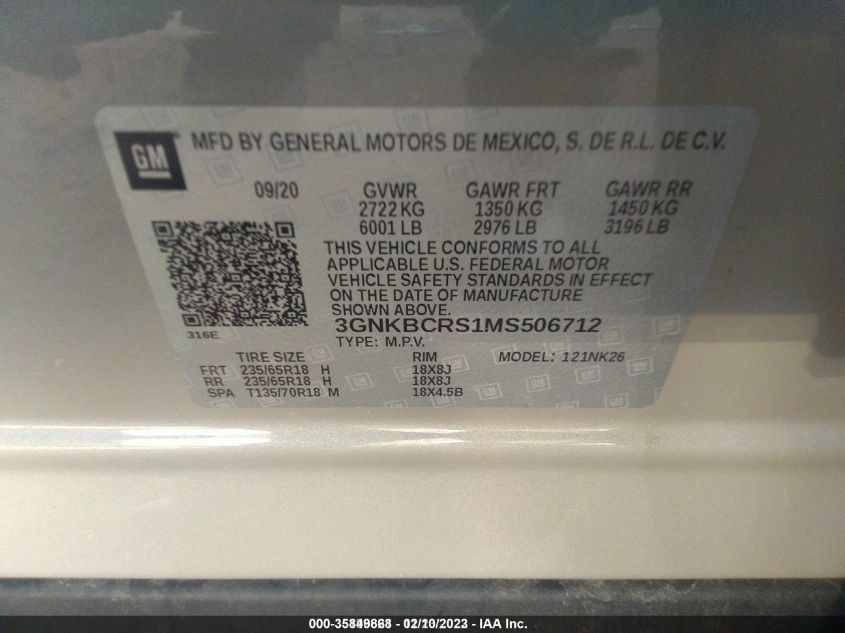 GM
MFD BY GENERAL MOTORS DE MEXICO, S. DE R.L. DE C.V.
09/20 GVWR GAWR FRT GAWR RR
2722 KG 1350 KG 1450 KG
6001 LB 2976 LB 3196 LB
THIS VEHICLE CONFORMS TO ALL
APPLICABLE U.S. FEDERAL MOTOR
VEHICLE SAFETY STANDARDS IN EFFECT
ON THE DATE OF MANUFACTURE
SHOWN ABOVE.
3GNKBCRS1MS506712
316E
TYPE: M.P.V. MODEL: 121NK26
TIRE SIZE RIM
FRT 235/65R18 H 18X8J
RR 235/65R18 H 18X8J
SPA T135/70R18 M 18X4.5B
- IAA Inc.